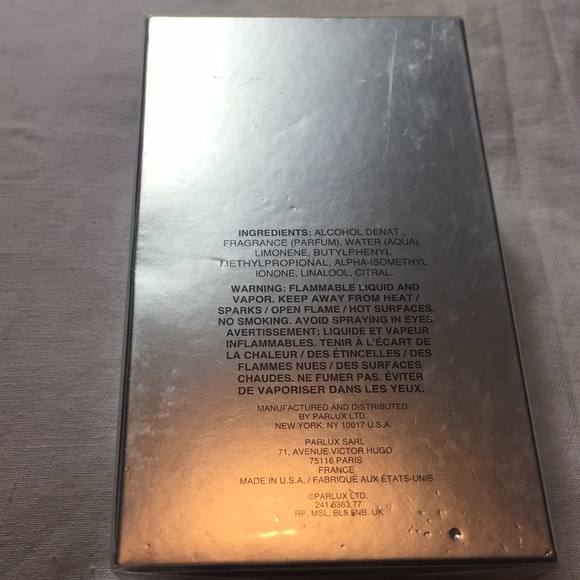 INGREDIENTS: ALCOHOL DENAT.,
FRAGRANCE (PARFUM), WATER (AQUA),
LIMONENE, BUTYLPHENYL
METHYLPROPIONAL, ALPHA-ISOMETHYL
IONONE, LINALOOL, CITRAL.
WARNING: FLAMMABLE LIQUID AND
VAPOR. KEEP AWAY FROM HEAT /
SPARKS / OPEN FLAME / HOT SURFACES.
NO SMOKING. AVOID SPRAYING IN EYES.
AVERTISSEMENT: LIQUIDE ET VAPEUR
INFLAMMABLES. TENIR À L'ÉCART DE
LA CHALEUR / DES ÉTINCELLES / DES
FLAMMES NUES / DES SURFACES
CHAUDES. NE FUMER PAS. ÉVITER
DE VAPORISER DANS LES YEUX.
MANUFACTURED AND DISTRIBUTED
BY PARLUX LTD.
NEW YORK, NY 10017 U.S.A.
PARLUX SARL
71, AVENUE VICTOR HUGO
75116 PARIS
FRANCE
MADE IN U.S.A. / FABRIQUÉ AUX ÉTATS-UNIS
©PARLUX LTD.
241.6363.77
RP, MSL, BL9 5NB. UK